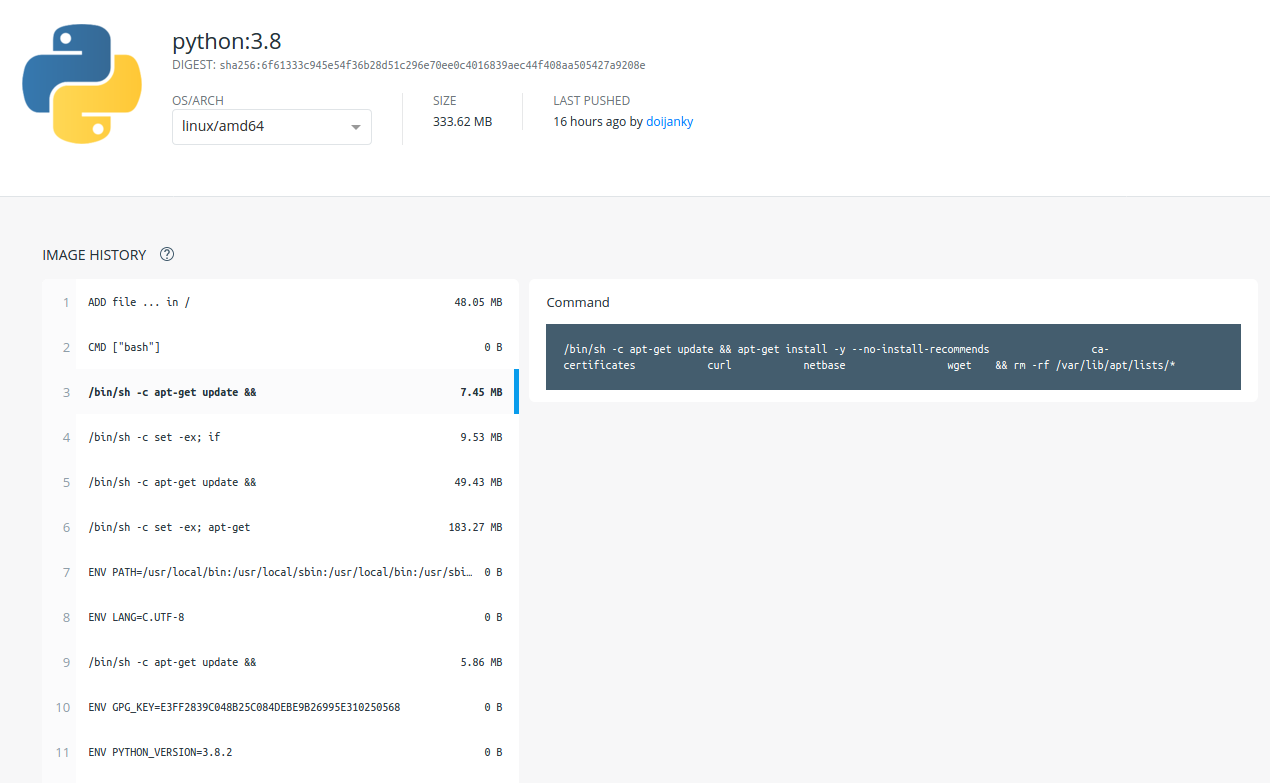 python:3.8
DIGEST: sha256:6f61333c945e54f36b28d51c296e70ee0c4016839aec44f408aa505427a9208e
OS/ARCH
linux/amd64
SIZE
333.62 MB
LAST PUSHED
16 hours ago by doijanky
IMAGE HISTORY ?
1 ADD file ... in / 48.05 MB
2 CMD ["bash"] 0 B
3 /bin/sh -c apt-get update && 7.45 MB
4 /bin/sh -c set -ex; if 9.53 MB
5 /bin/sh -c apt-get update && 49.43 MB
6 /bin/sh -c set -ex; apt-get 183.27 MB
7 ENV PATH=/usr/local/bin:/usr/local/sbin:/usr/local/bin:/usr/sbi… 0 B
8 ENV LANG=C.UTF-8 0 B
9 /bin/sh -c apt-get update && 5.86 MB
10 ENV GPG_KEY=E3FF2839C048B25C084DEBE9B26995E310250568 0 B
11 ENV PYTHON_VERSION=3.8.2 0 B
Command
/bin/sh -c apt-get update && apt-get install -y --no-install-recommends ca-
certificates curl netbase wget && rm -rf /var/lib/apt/lists/*